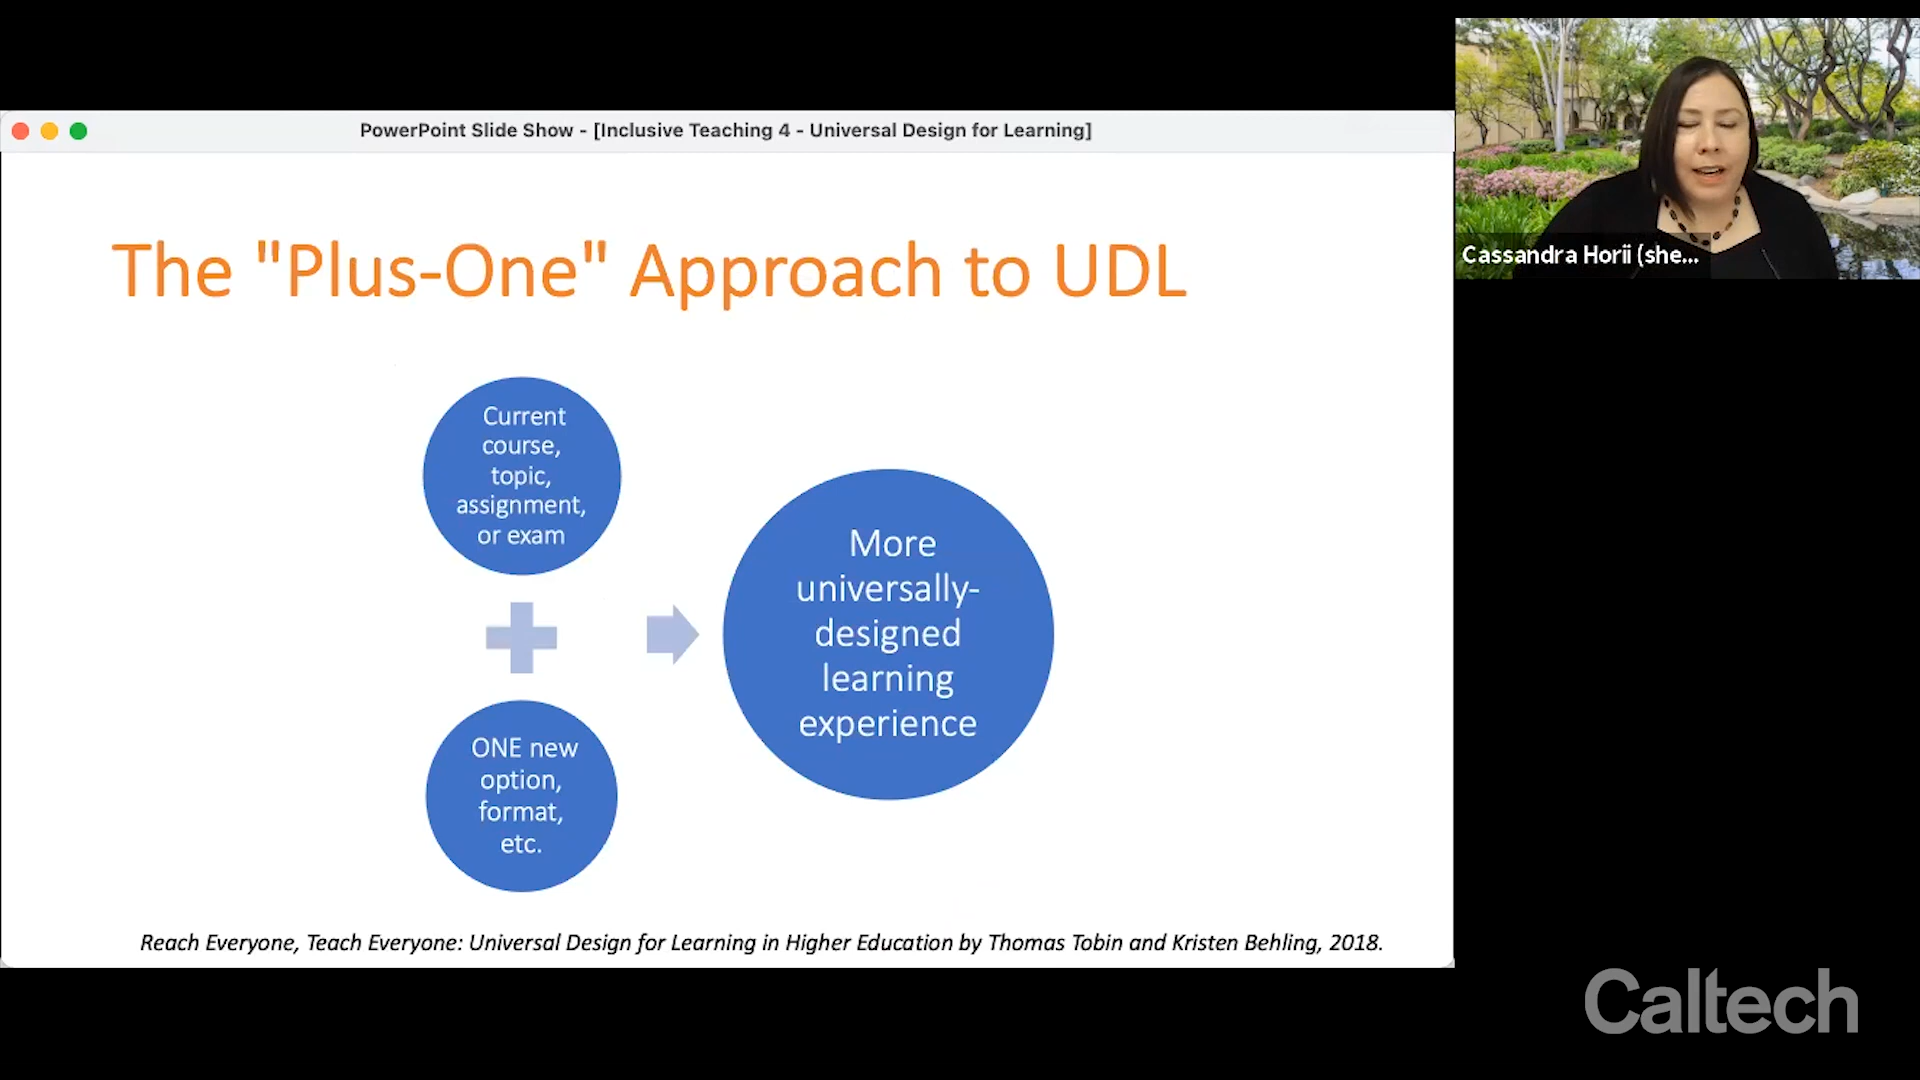 PowerPoint Slide Show - [Inclusive Teaching 4 - Universal Design for Learning]
The "Plus-One" Approach to UDL
Current
course,
topic,
assignment,
or exam
ONE new
option,
format,
etc.
More
universally-
designed
learning
experience
Reach Everyone, Teach Everyone: Universal Design for Learning in Higher Education by Thomas Tobin and Kristen Behling, 2018.
Cassandra Horii (she...
Caltech